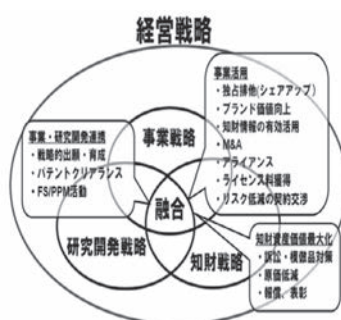 経営戦略
事業活用
・独占排他(シェアアップ)
・ブランド価値向上
・知財情報の有効活用
・M&A
・アライアンス
・ライセンス料獲得
・リスク低減の契約交渉
事業・研究開発連携
・戦略的出願・育成
・パテントクリアランス
・FS/PPM活動
事業戦略
融合
研究開発戦略
知財戦略
知財資産価値最大化
・訴訟・模倣品対策
・原価低減
・報償、表彰